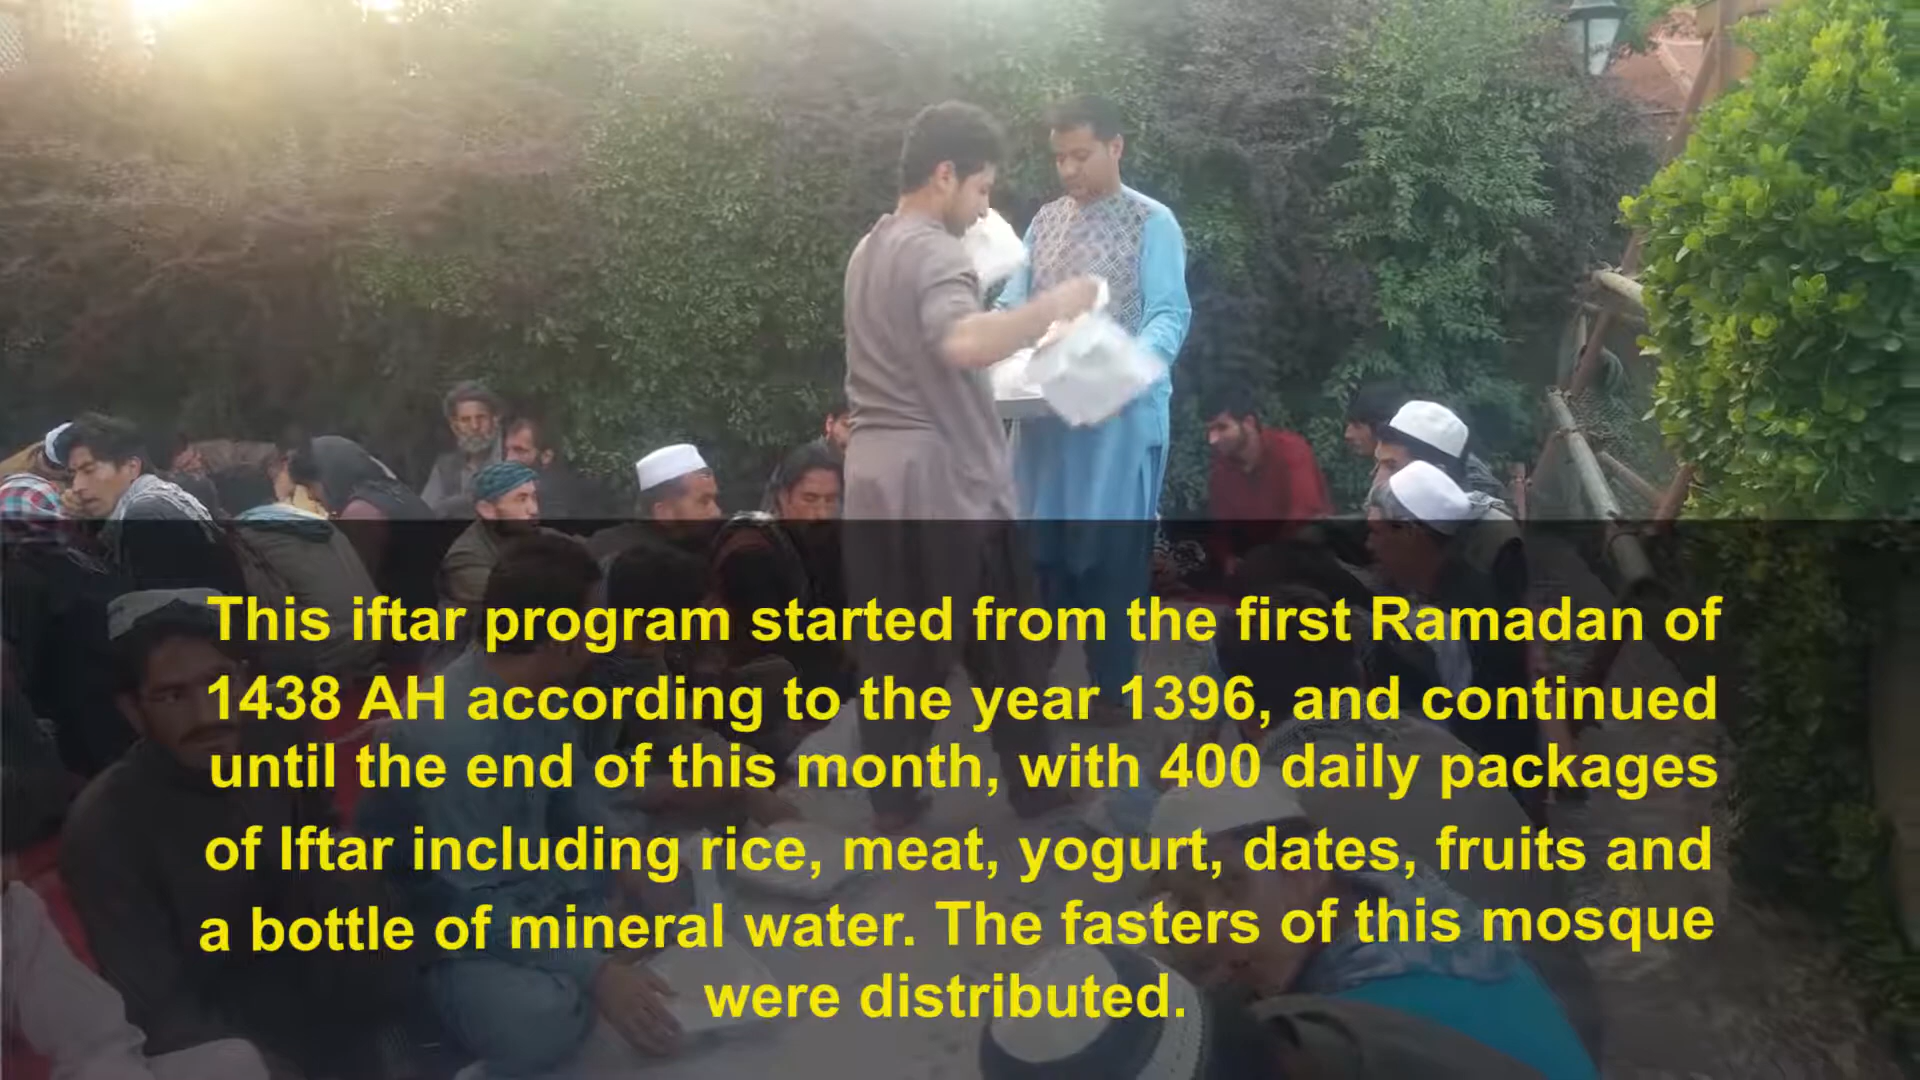 This iftar program started from the first Ramadan of
1438 AH according to the year 1396, and continued
until the end of this month, with 400 daily packages
of Iftar including rice, meat, yogurt, dates, fruits and
a bottle of mineral water. The fasters of this mosque
were distributed.